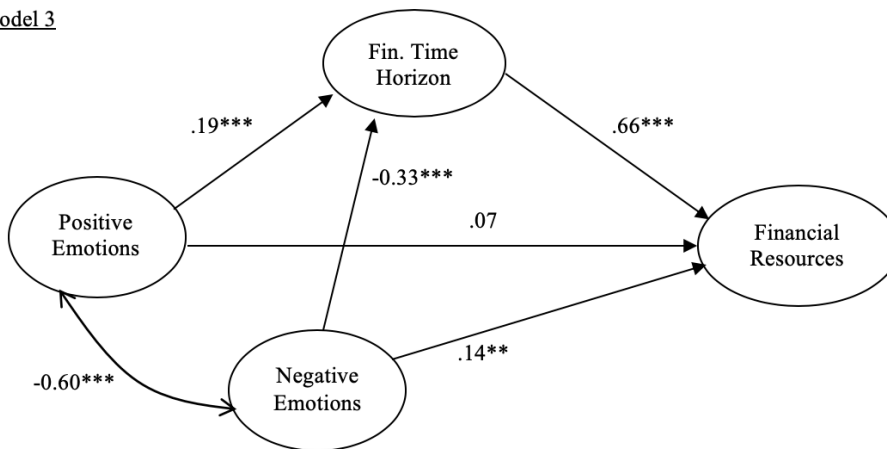 odel 3
Fin. Time
Horizon
.19***
.66***
-0.33***
Positive
Emotions
.07
Financial
Resources
.14**
-0.60***
Negative
Emotions